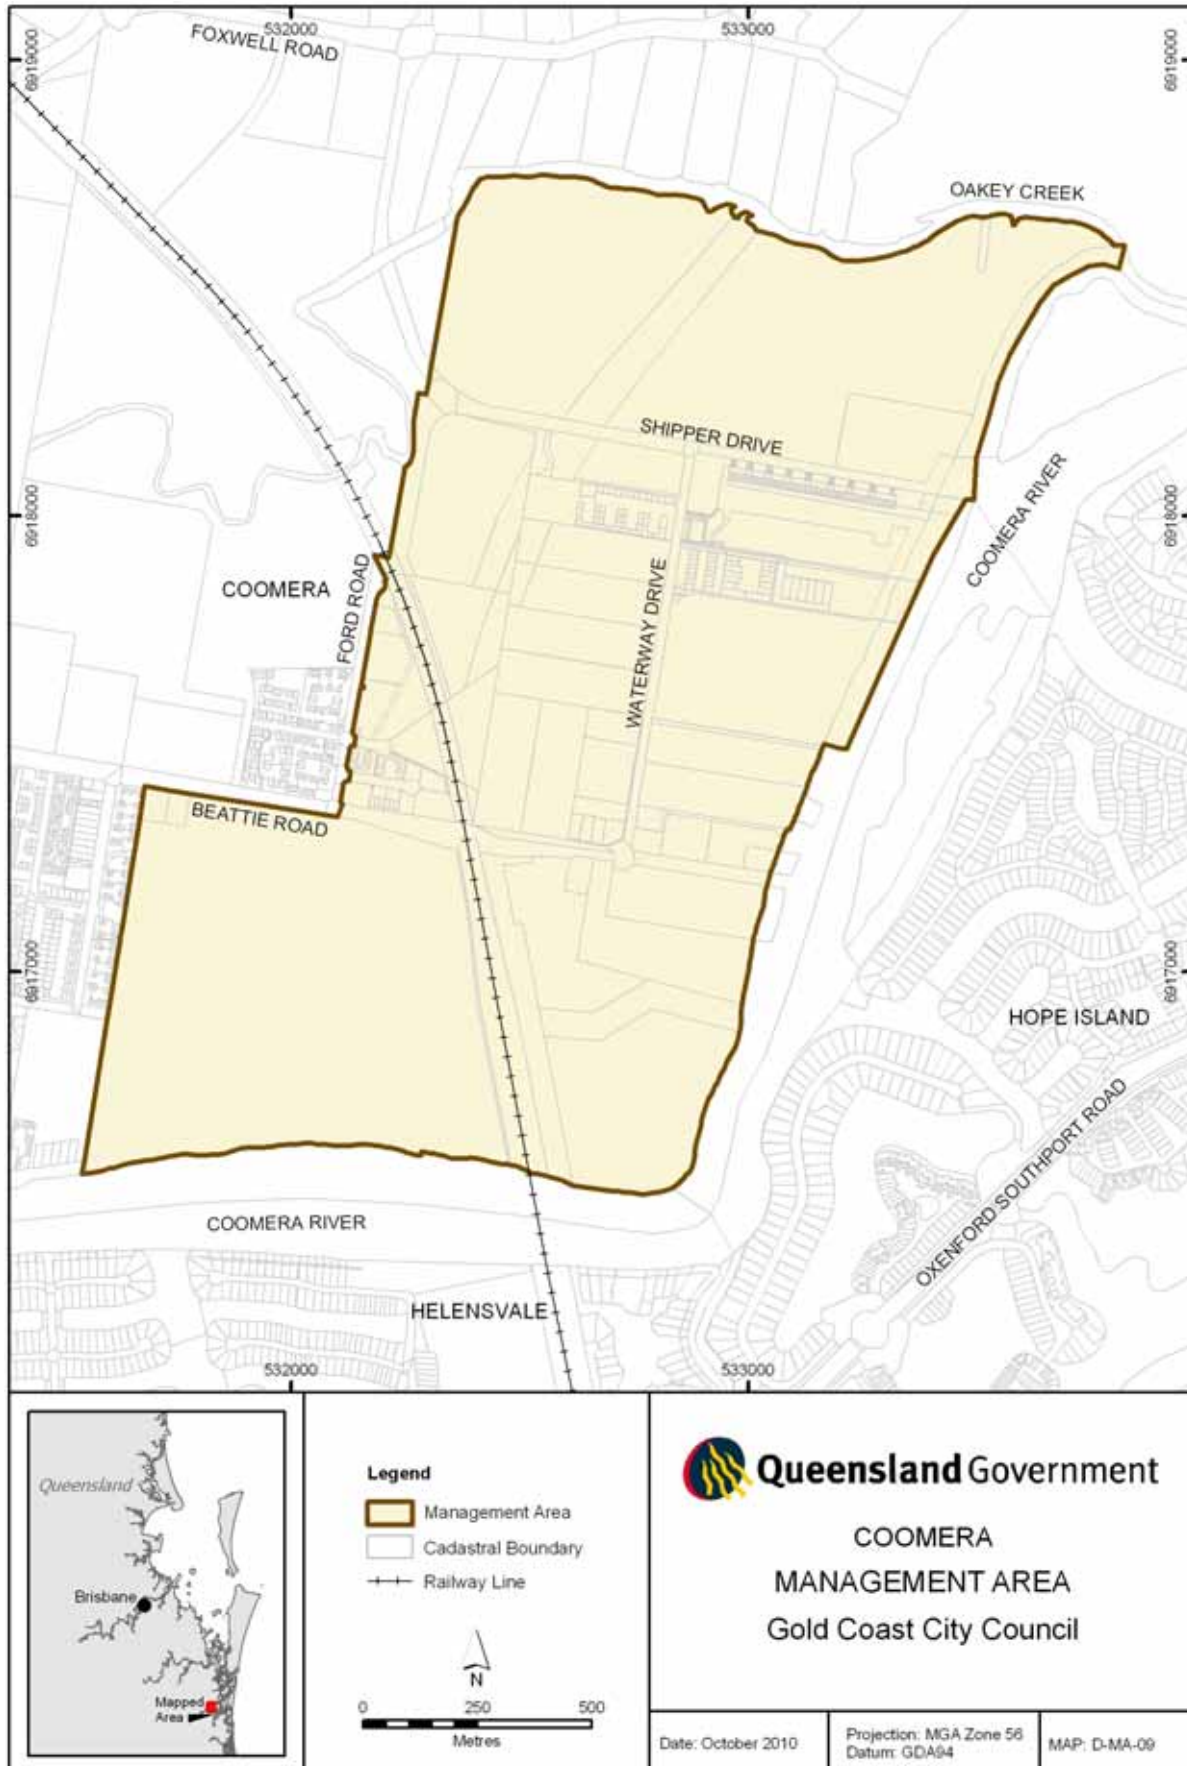 532000
533000
6919000
6919000
FOXWELL ROAD
OAKEY CREEK
SHIPPER DRIVE
COOMERA RIVER
6918000
6918000
COOMERA
FORD ROAD
WATERWAY DRIVE
BEATTIE ROAD
6917000
6917000
HOPE ISLAND
OXENFORD SOUTHPORT ROAD
COOMERA RIVER
HELENSVALE
532000
533000
Queensland
Brisbane
Mapped
Area
Legend
Management Area
Cadastral Boundary
Railway Line
N
0 250 500
Metres
Queensland Government
COOMERA
MANAGEMENT AREA
Gold Coast City Council
Date: October 2010
Projection: MGA Zone 56
Datum: GDA94
MAP: D-MA-09